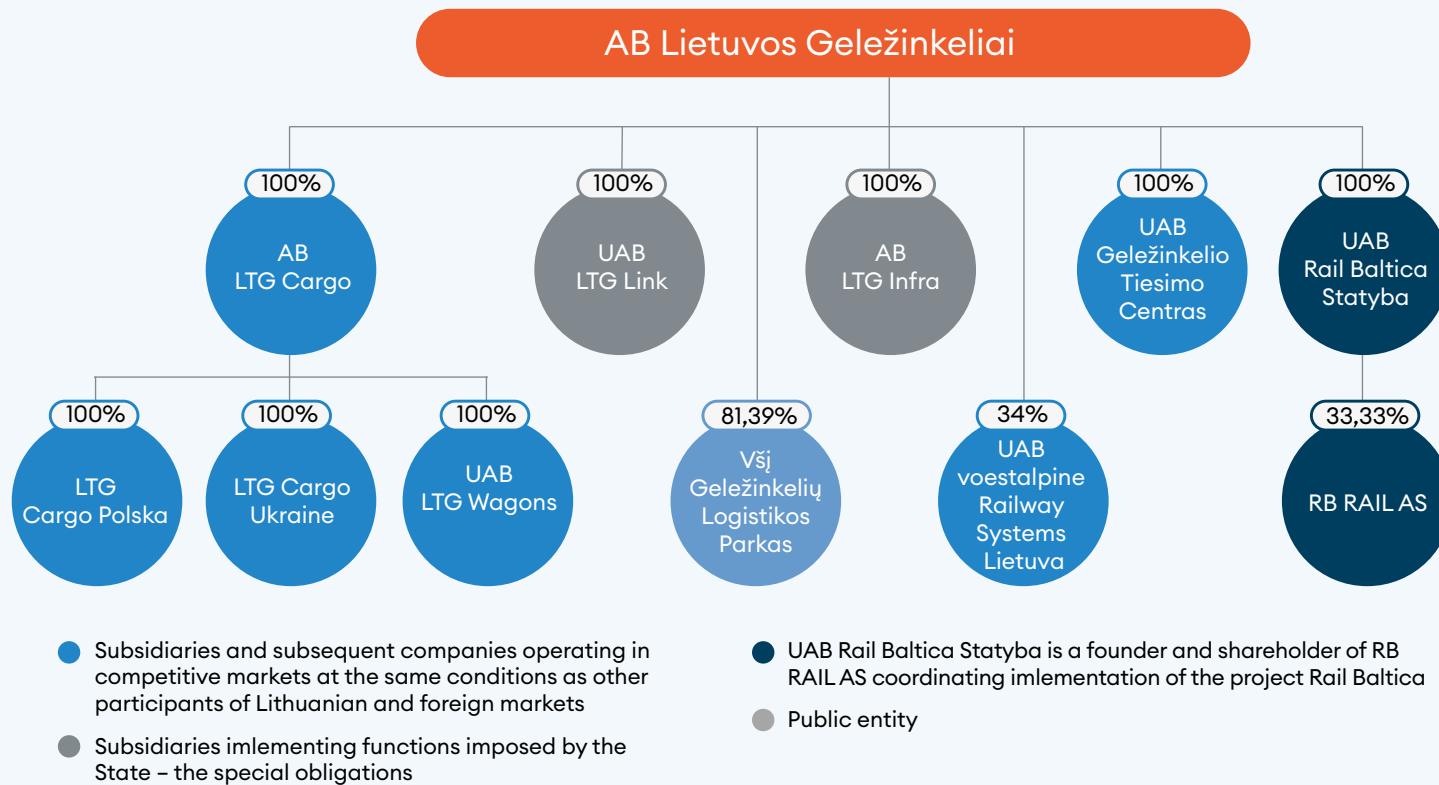 AB Lietuvos Geležinkeliai
100%
AB
LTG Cargo
100%
UAB
LTG Link
100%
AB
LTG Infra
100%
UAB
Geležinkelio
Tiesimo
Centras
100%
UAB
Rail Baltica
Statyba
100%
LTG
Cargo Polska
100%
LTG Cargo
Ukraine
100%
UAB
LTG Wagons
81,39%
Všį
Geležinkelių
Logistikos
Parkas
34%
UAB
voestalpine
Railway
Systems
Lietuva
33,33%
RB RAIL AS
Subsidiaries and subsequent companies operating in
competitive markets at the same conditions as other
participants of Lithuanian and foreign markets
Subsidiaries imlementing functions imposed by the
State – the special obligations
UAB Rail Baltica Statyba is a founder and shareholder of RB
RAIL AS coordinating imlementation of the project Rail Baltica
Public entity